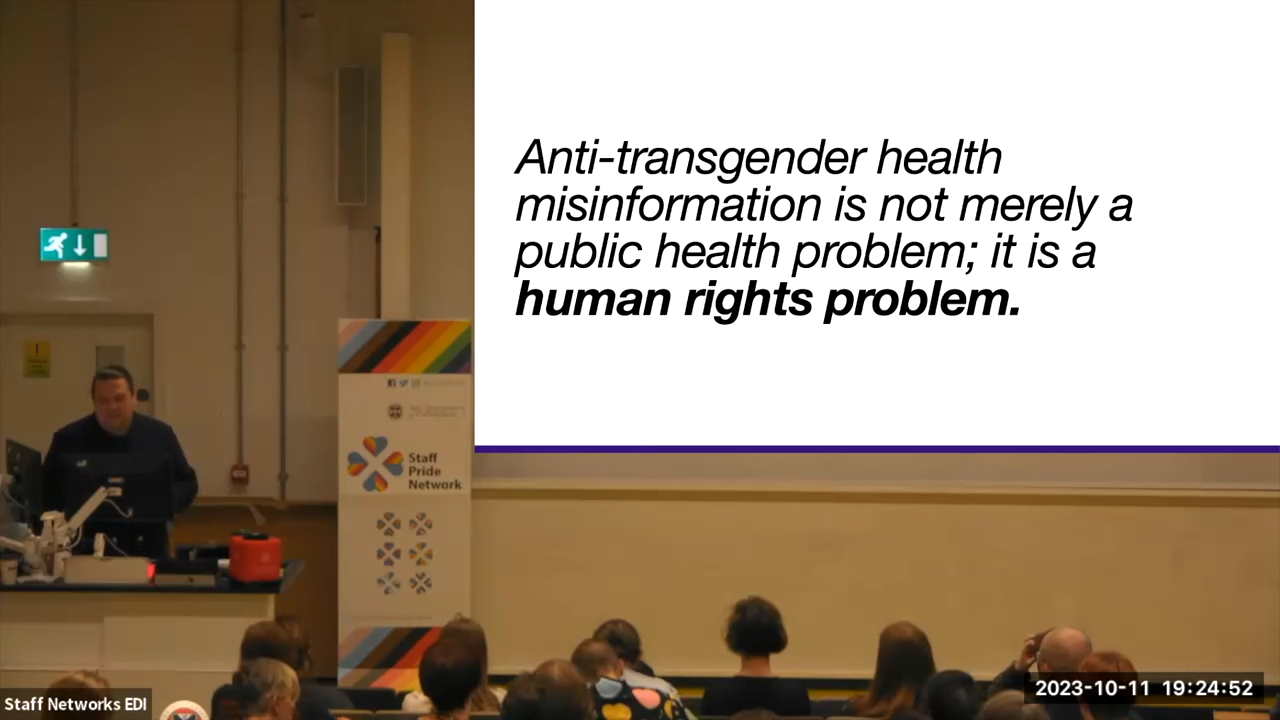 Anti-transgender health
misinformation is not merely a
public health problem; it is a
human rights problem.
Staff
Pride
Network
Staff Networks EDI
2023-10-11 19:24:52